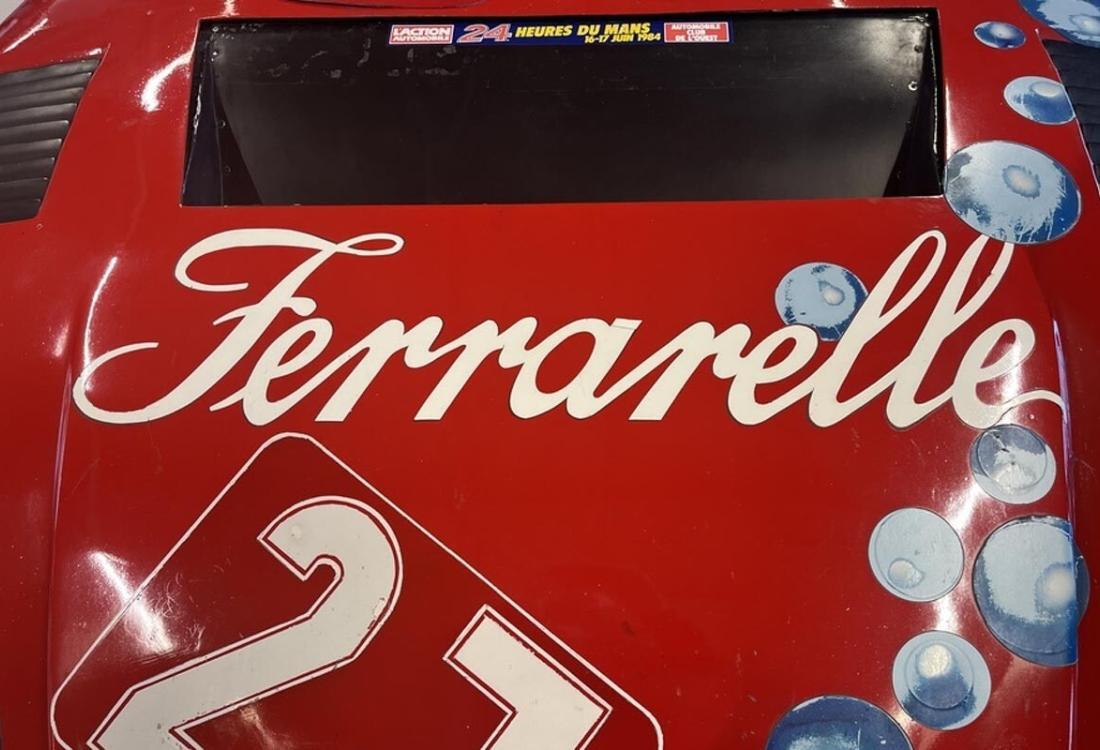 L'ACTION AUTOMOBILE
24 HEURES DU MANS
16-17 JUIN 1984
AUTOMOBILE
CLUB
DE L'OUEST
Ferrarelle
2